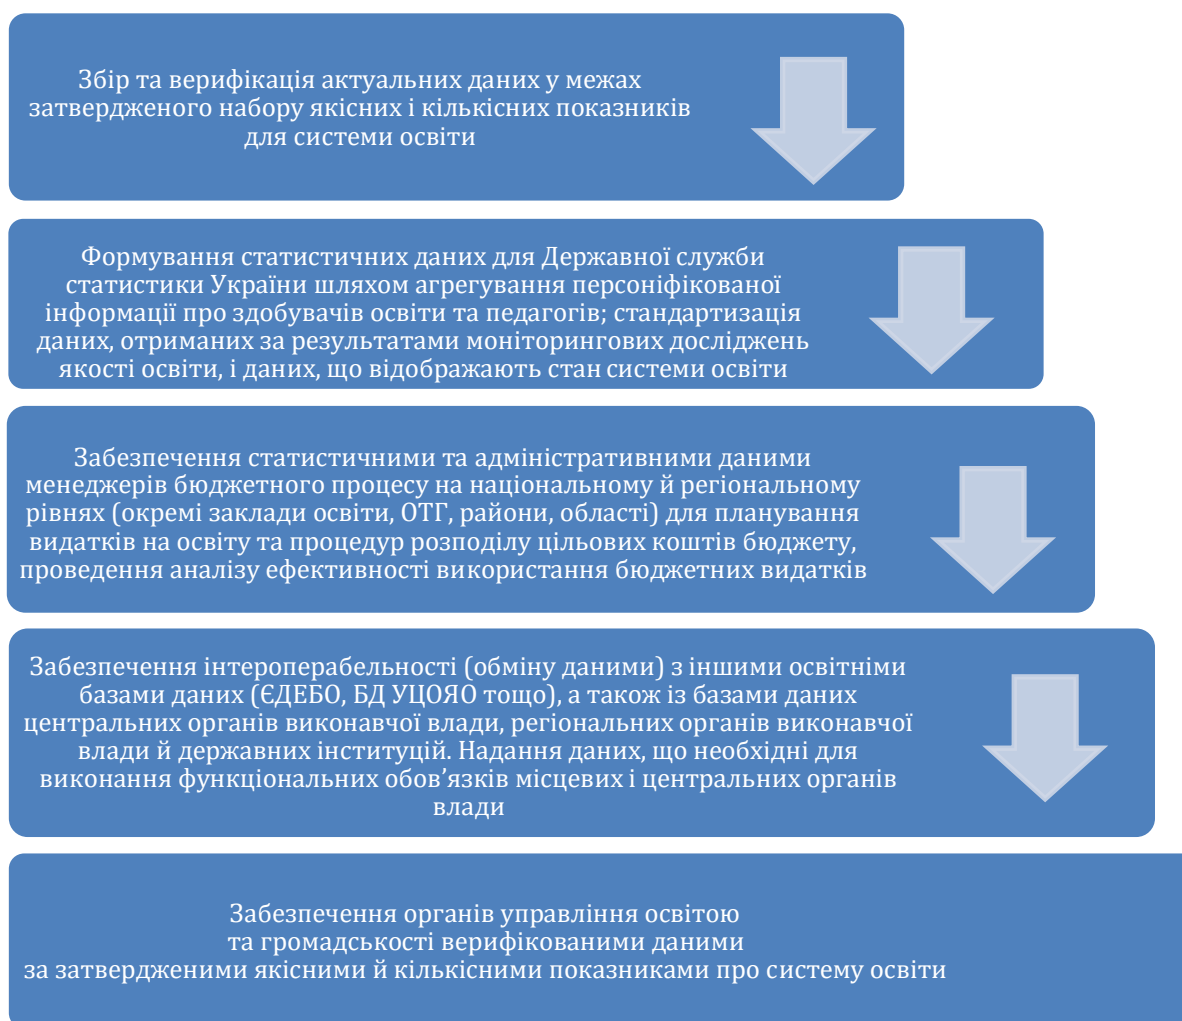 Збір та верифікація актуальних даних у межах
затвердженого набору якісних і кількісних показників
для системи освіти
Формування статистичних даних для Державної служби
статистики України шляхом агрегування персоніфікованої
інформації про здобувачів освіти та педагогів; стандартизація
даних, отриманих за результатами моніторингових досліджень
якості освіти, і даних, що відображають стан системи освіти
Забезпечення статистичними та адміністративними даними
менеджерів бюджетного процесу на національному й регіональному
рівнях (окремі заклади освіти, ОТГ, райони, області) для планування
видатків на освіту та процедур розподілу цільових коштів бюджету,
проведення аналізу ефективності використання бюджетних видатків
Забезпечення інтероперабельності (обміну даними) з іншими освітніми
базами даних (ЄДЕБО, БД УЦОЯО тощо), а також із базами даних
центральних органів виконавчої влади, регіональних органів виконавчої
влади й державних інституцій. Надання даних, що необхідні для
виконання функціональних обов’язків місцевих і центральних органів
влади
Забезпечення органів управління освітою
та громадськості верифікованими даними
за затвердженими якісними й кількісними показниками про систему освіти